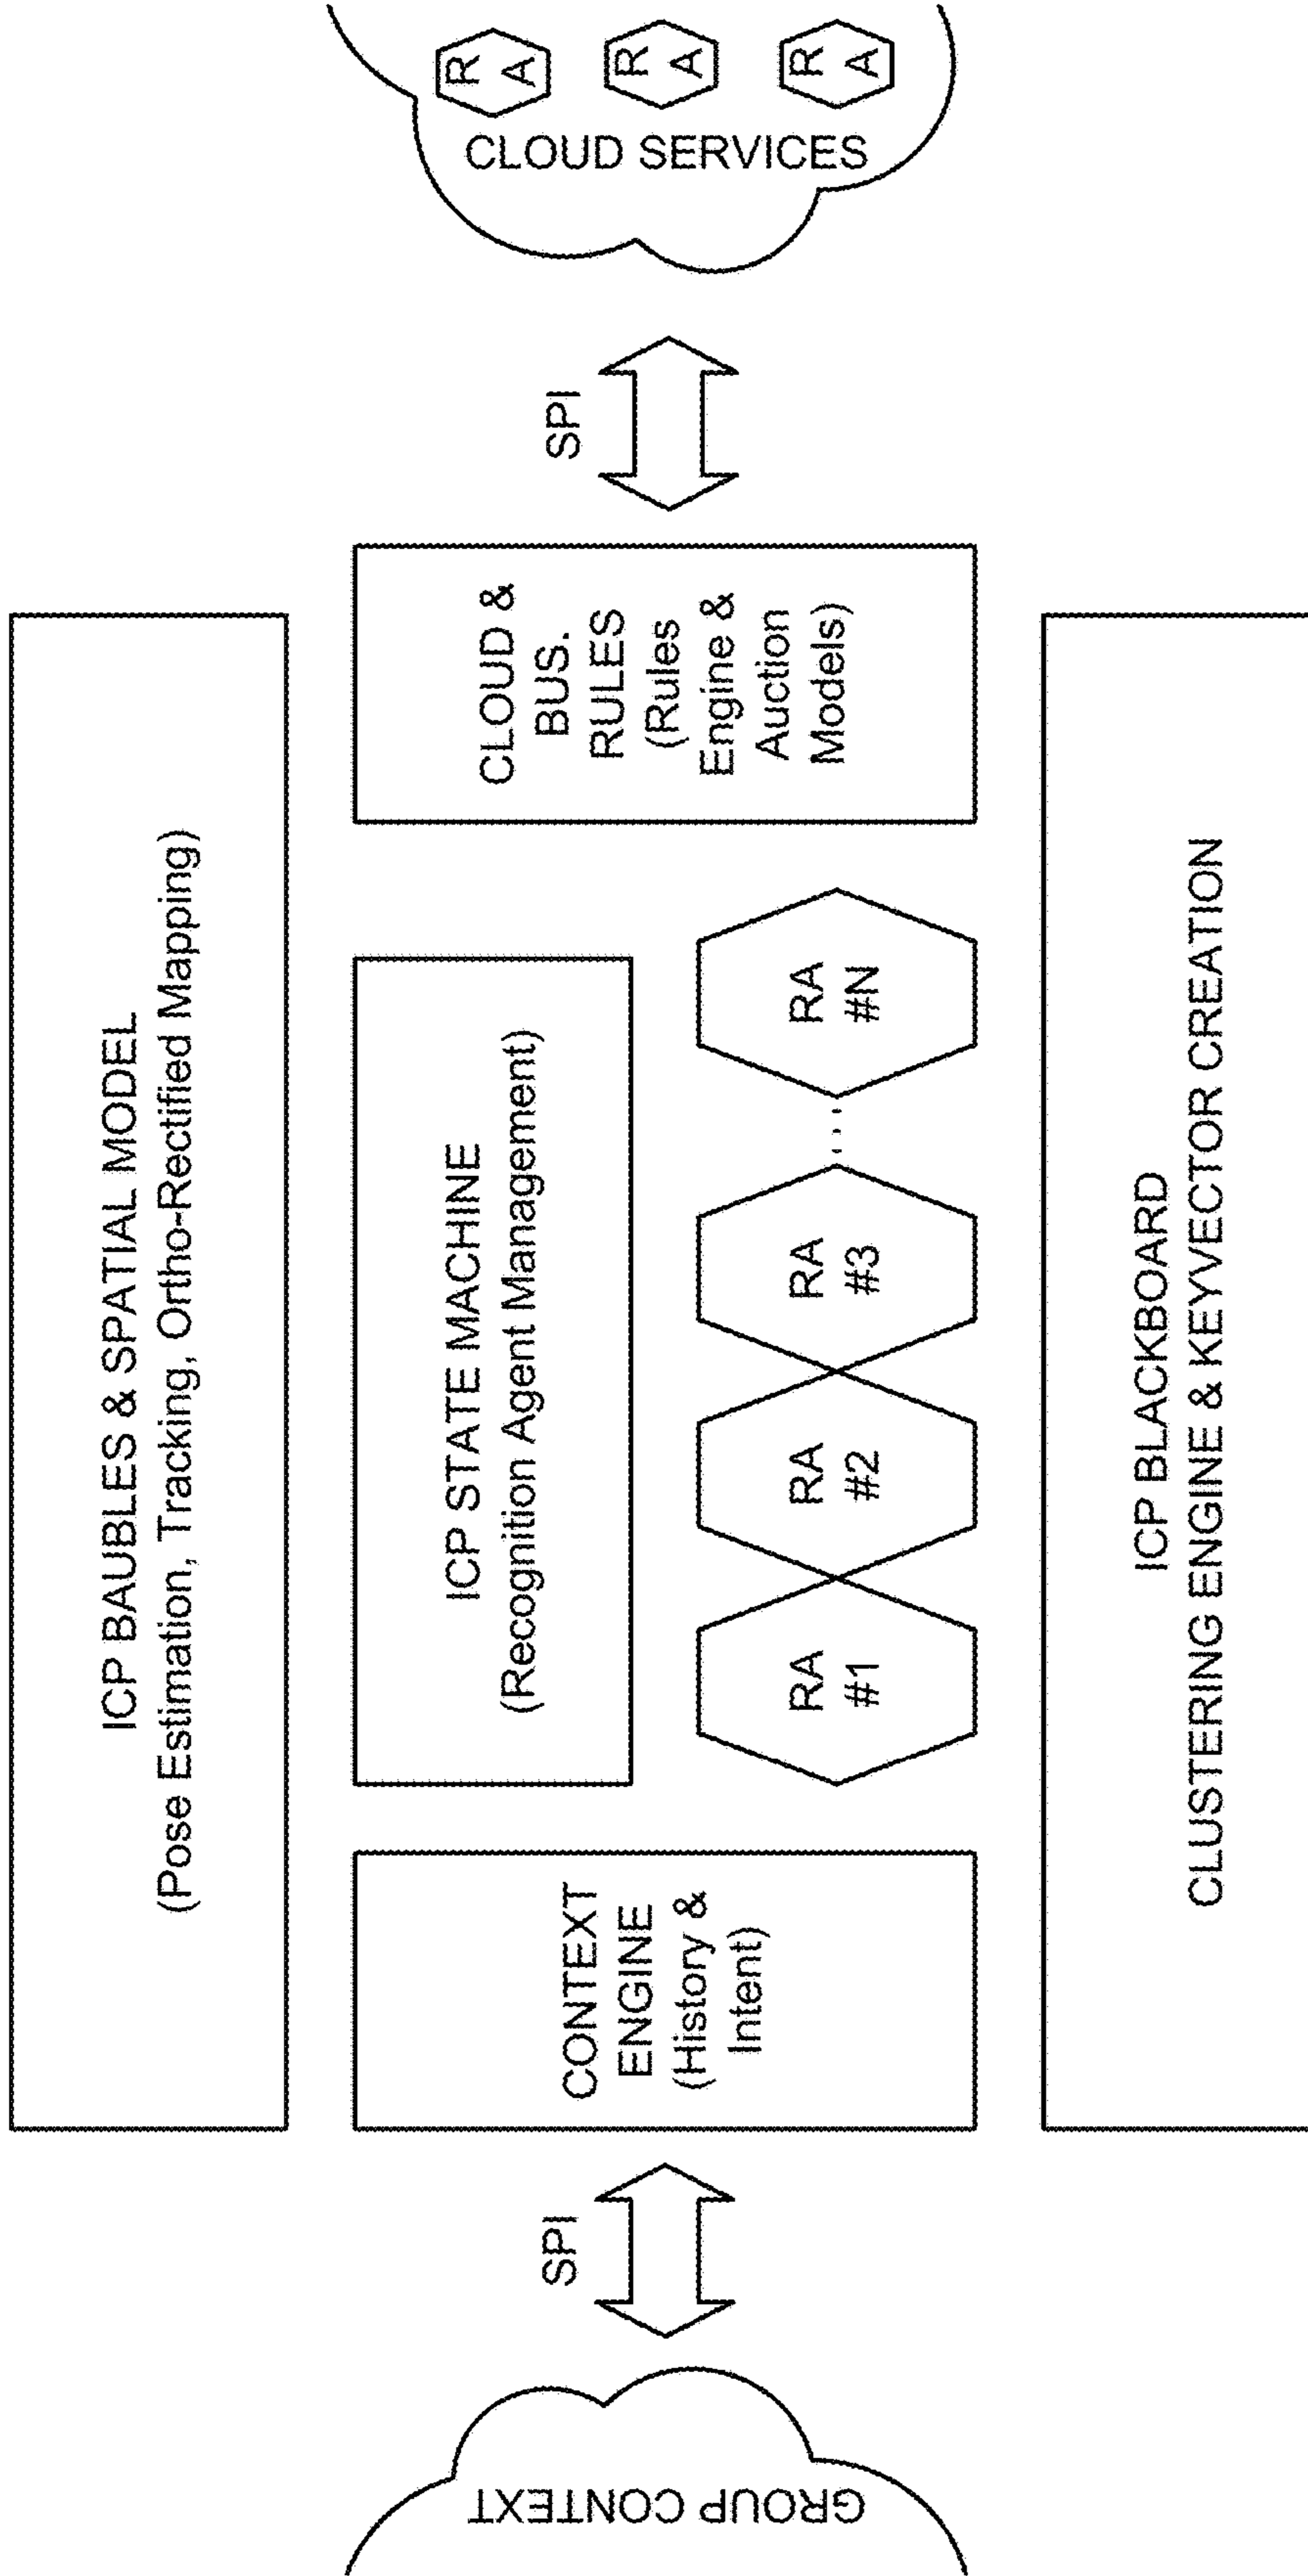 ICP BAUBLES & SPATIAL MODEL
(Pose Estimation, Tracking, Ortho-Rectified Mapping)
GROUP CONTEXT
SPI
CONTEXT
ENGINE
(History &
Intent)
ICP STATE MACHINE
(Recognition Agent Management)
RA
#1
RA
#2
RA
#3
RA
#N
CLOUD &
BUS.
RULES
(Rules
Engine &
Auction
Models)
SPI
CLOUD SERVICES
R
A
R
A
R
A
ICP BLACKBOARD
CLUSTERING ENGINE & KEYVECTOR CREATION